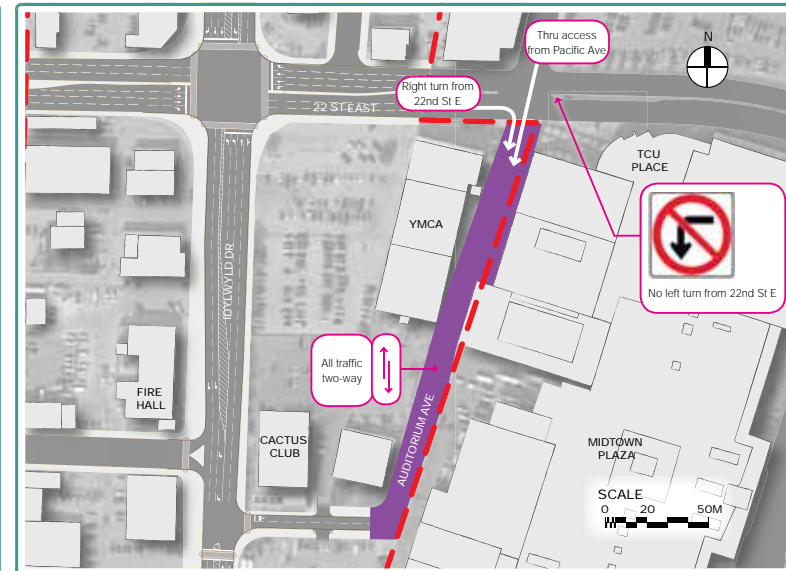 Thru access
from Pacific Ave
N
Right turn from
22nd St E
22 ST EAST
TCU
PLACE
YMCA
No left turn from 22nd St E
IDYLWYLD DR
All traffic
two-way
FIRE
HALL
AUDITORIUM AVE
CACTUS
CLUB
MIDTOWN
PLAZA
SCALE
0 20 50M